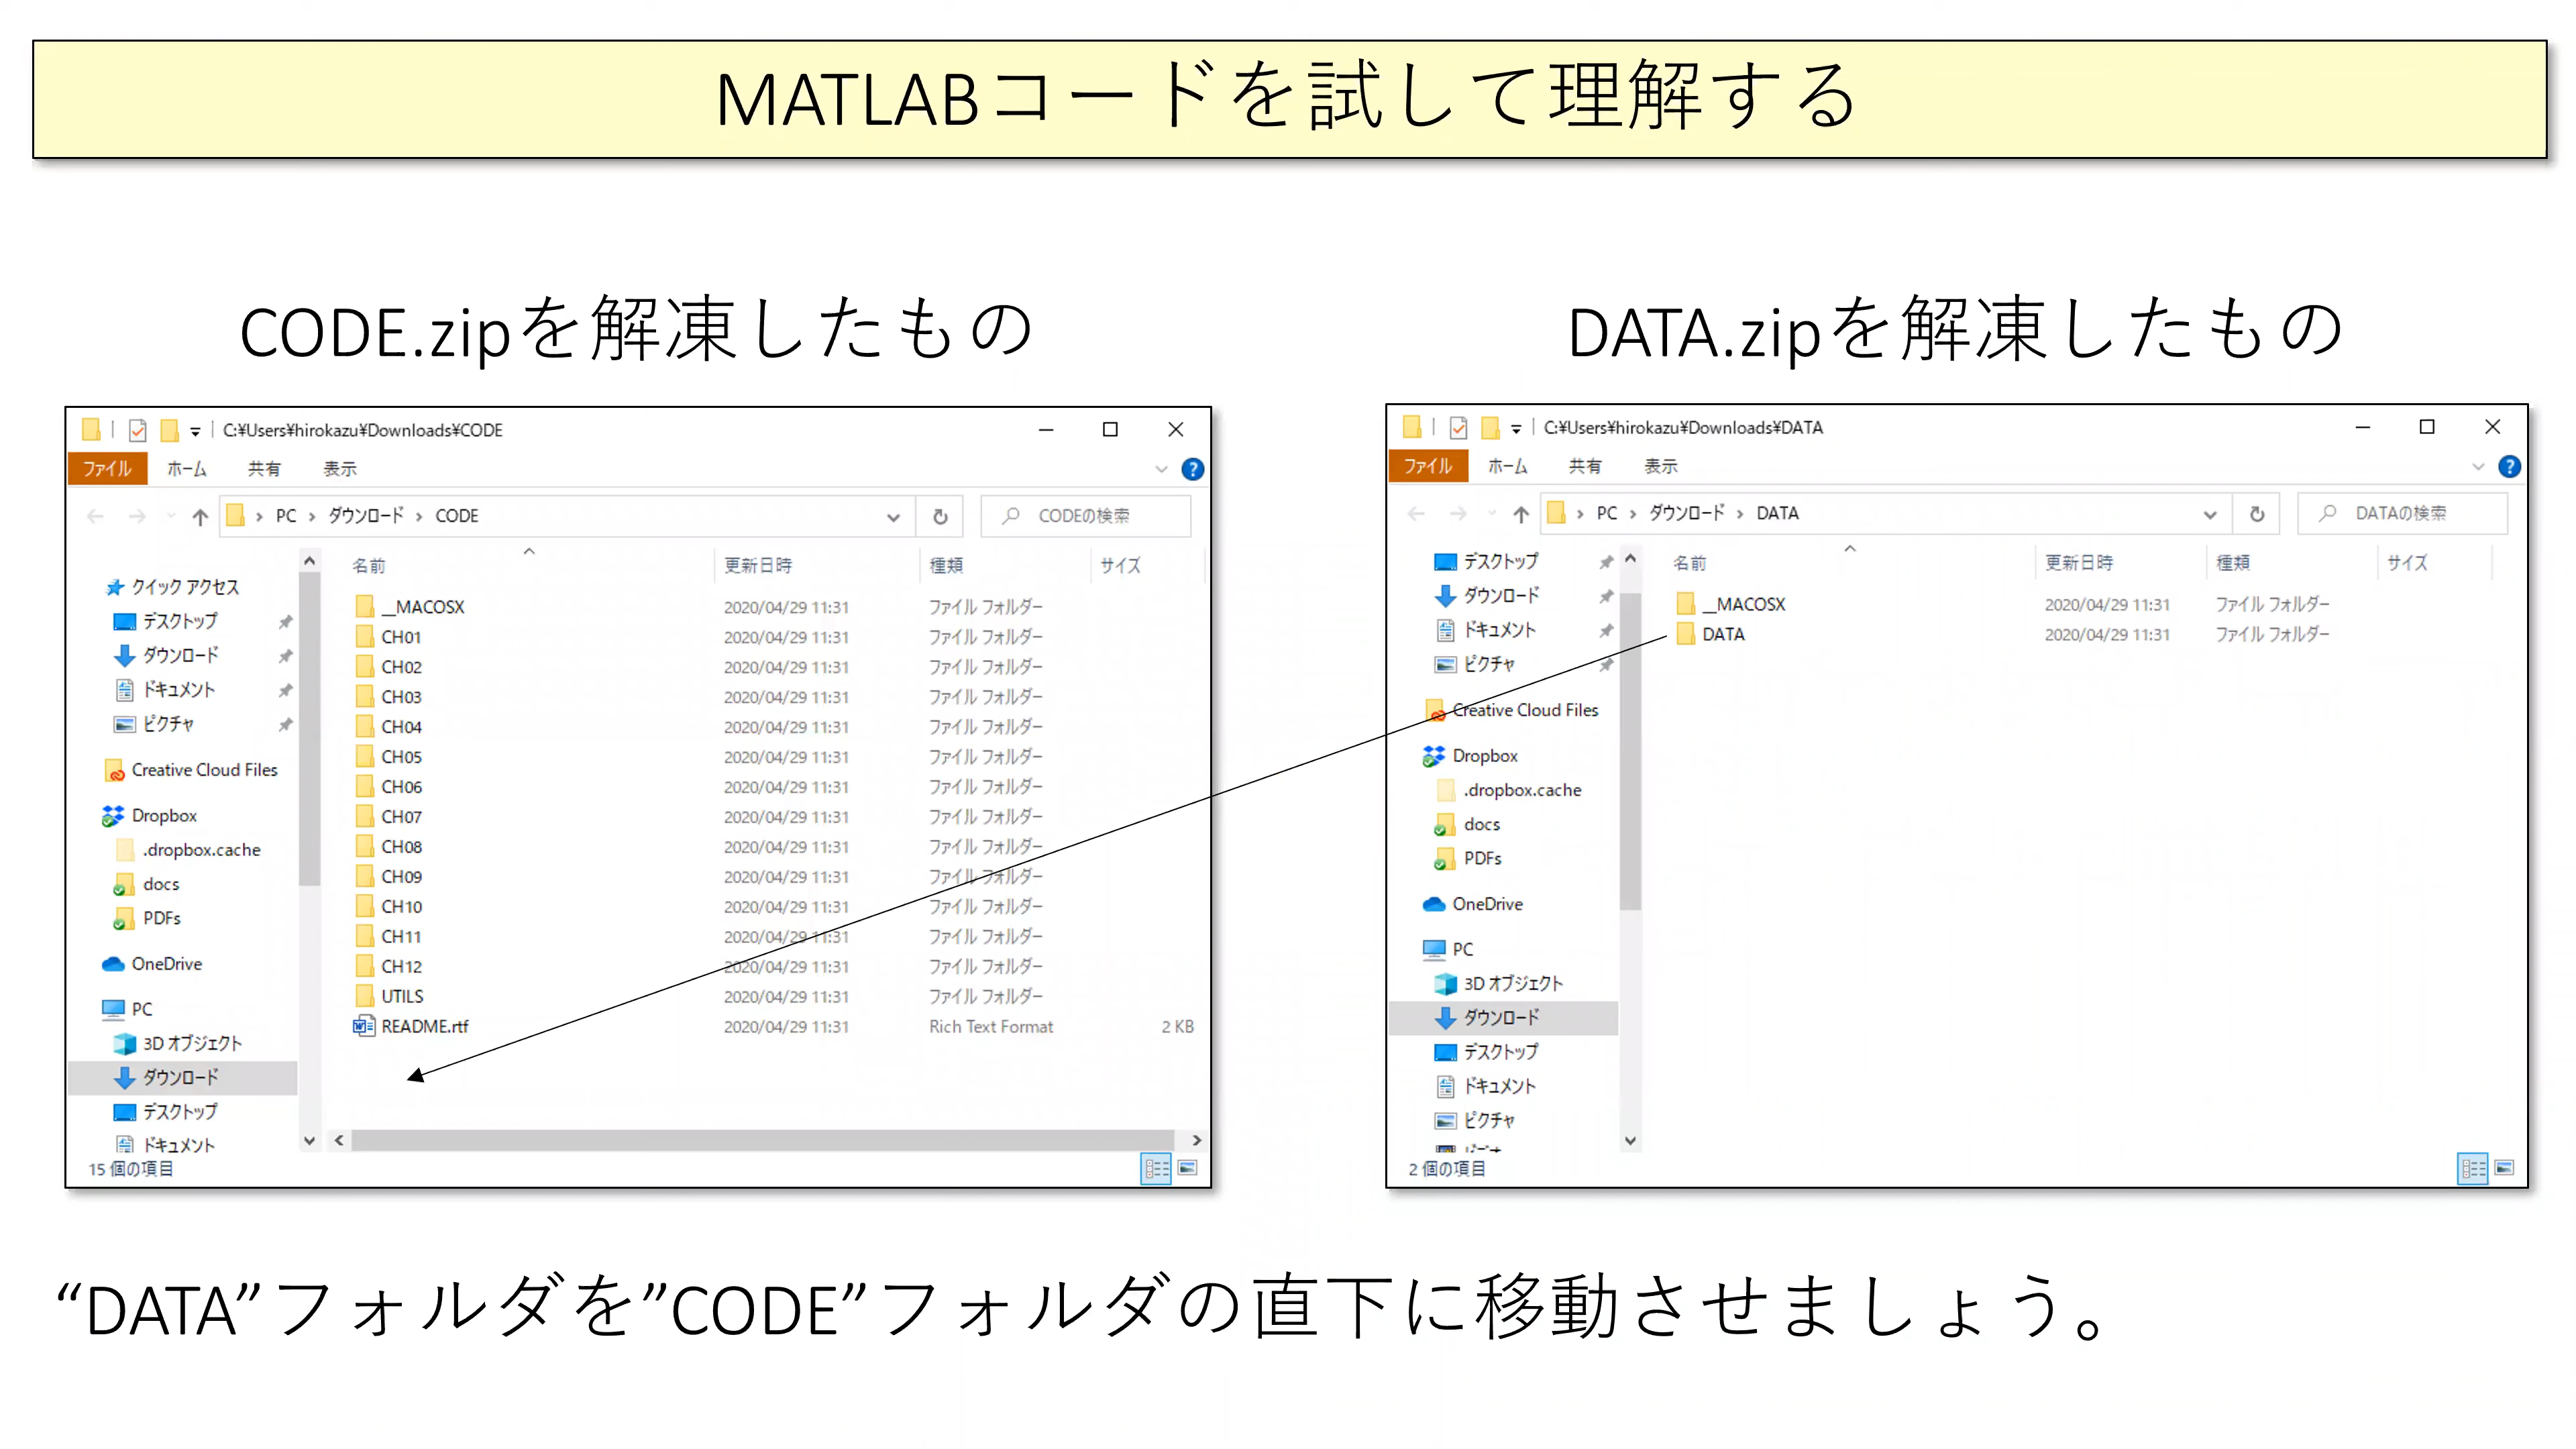 MATLABコードを試して理解する
CODE.zipを解凍したもの
DATA.zipを解凍したもの
C:¥Users¥hirokazu¥Downloads¥CODE
ファイル ホーム 共有 表示
PC › ダウンロード › CODE
CODEの検索
クイック アクセス
デスクトップ
ダウンロード
ドキュメント
ピクチャ
Creative Cloud Files
Dropbox
.dropbox.cache
docs
PDFs
OneDrive
PC
3D オブジェクト
ダウンロード
デスクトップ
ドキュメント
名前 更新日時 種類 サイズ
__MACOSX 2020/04/29 11:31 ファイル フォルダー
CH01 2020/04/29 11:31 ファイル フォルダー
CH02 2020/04/29 11:31 ファイル フォルダー
CH03 2020/04/29 11:31 ファイル フォルダー
CH04 2020/04/29 11:31 ファイル フォルダー
CH05 2020/04/29 11:31 ファイル フォルダー
CH06 2020/04/29 11:31 ファイル フォルダー
CH07 2020/04/29 11:31 ファイル フォルダー
CH08 2020/04/29 11:31 ファイル フォルダー
CH09 2020/04/29 11:31 ファイル フォルダー
CH10 2020/04/29 11:31 ファイル フォルダー
CH11 2020/04/29 11:31 ファイル フォルダー
CH12 2020/04/29 11:31 ファイル フォルダー
UTILS 2020/04/29 11:31 ファイル フォルダー
README.rtf 2020/04/29 11:31 Rich Text Format 2 KB
15 個の項目
C:¥Users¥hirokazu¥Downloads¥DATA
ファイル ホーム 共有 表示
PC › ダウンロード › DATA
DATAの検索
デスクトップ
ダウンロード
ドキュメント
ピクチャ
Creative Cloud Files
Dropbox
.dropbox.cache
docs
PDFs
OneDrive
PC
3D オブジェクト
ダウンロード
デスクトップ
ドキュメント
ピクチャ
名前 更新日時 種類 サイズ
__MACOSX 2020/04/29 11:31 ファイル フォルダー
DATA 2020/04/29 11:31 ファイル フォルダー
2 個の項目
“DATA”フォルダを”CODE”フォルダの直下に移動させましょう。